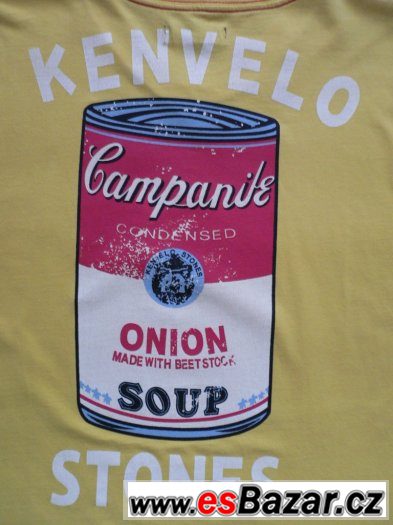 KENVELO
Campanile
CONDENSED
KENVELO STONES
ONION
MADE WITH BEETSTOCK
SOUP
STONES
www.esBazar.cz